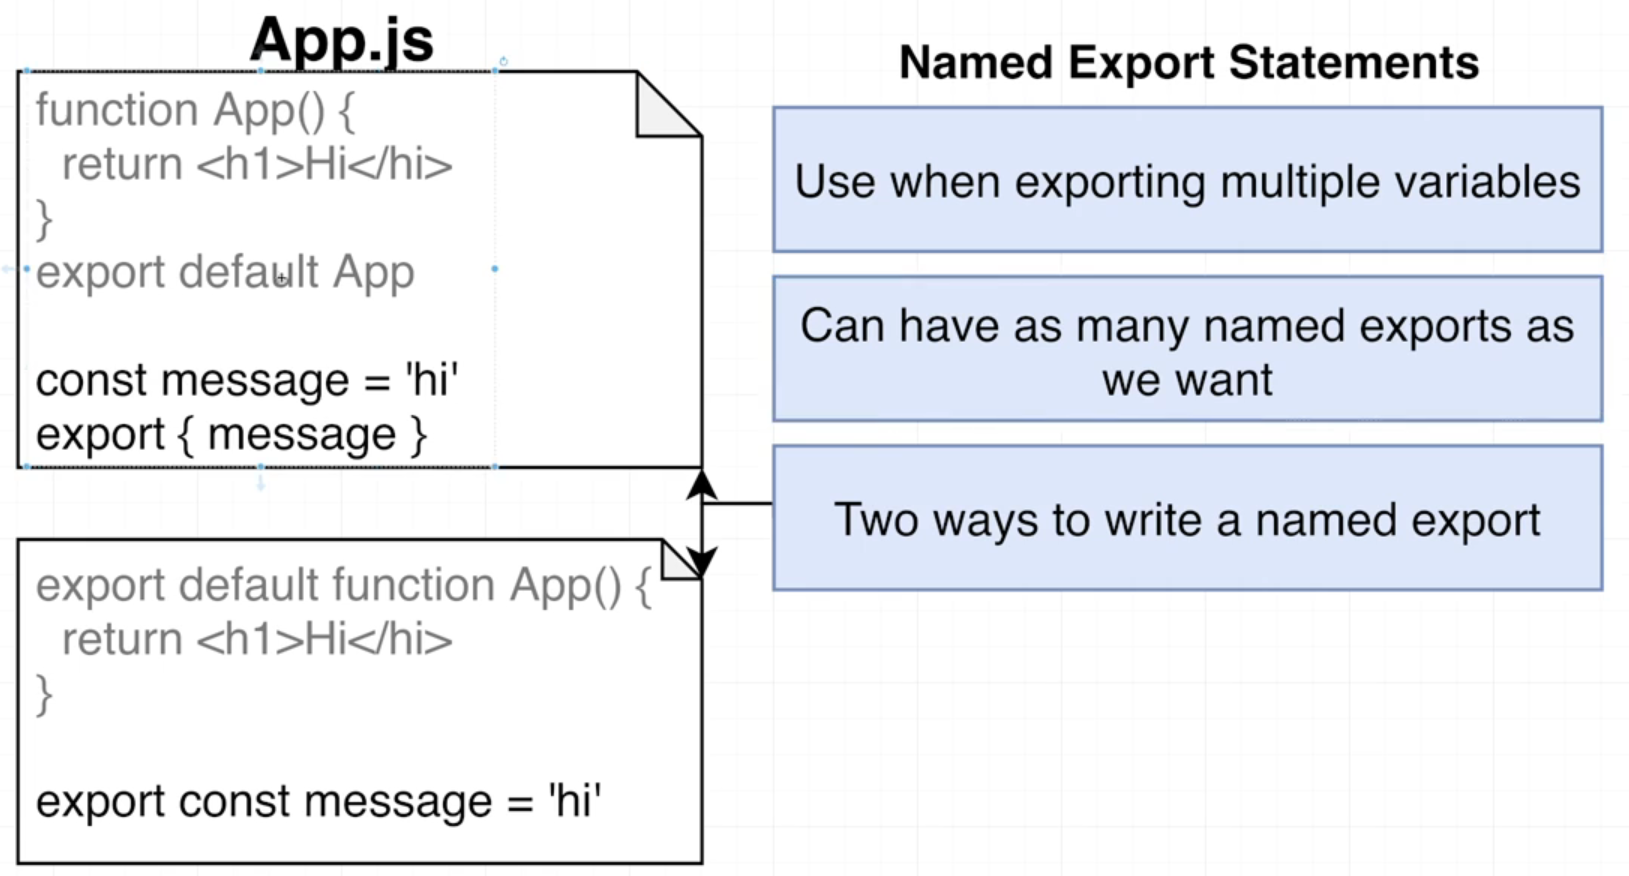 App.js
function App() {
return <h1>Hi</hi>
}
export default App
const message = 'hi'
export { message }
export default function App() {
return <h1>Hi</hi>
}
export const message = 'hi'
Named Export Statements
Use when exporting multiple variables
Can have as many named exports as
we want
Two ways to write a named export